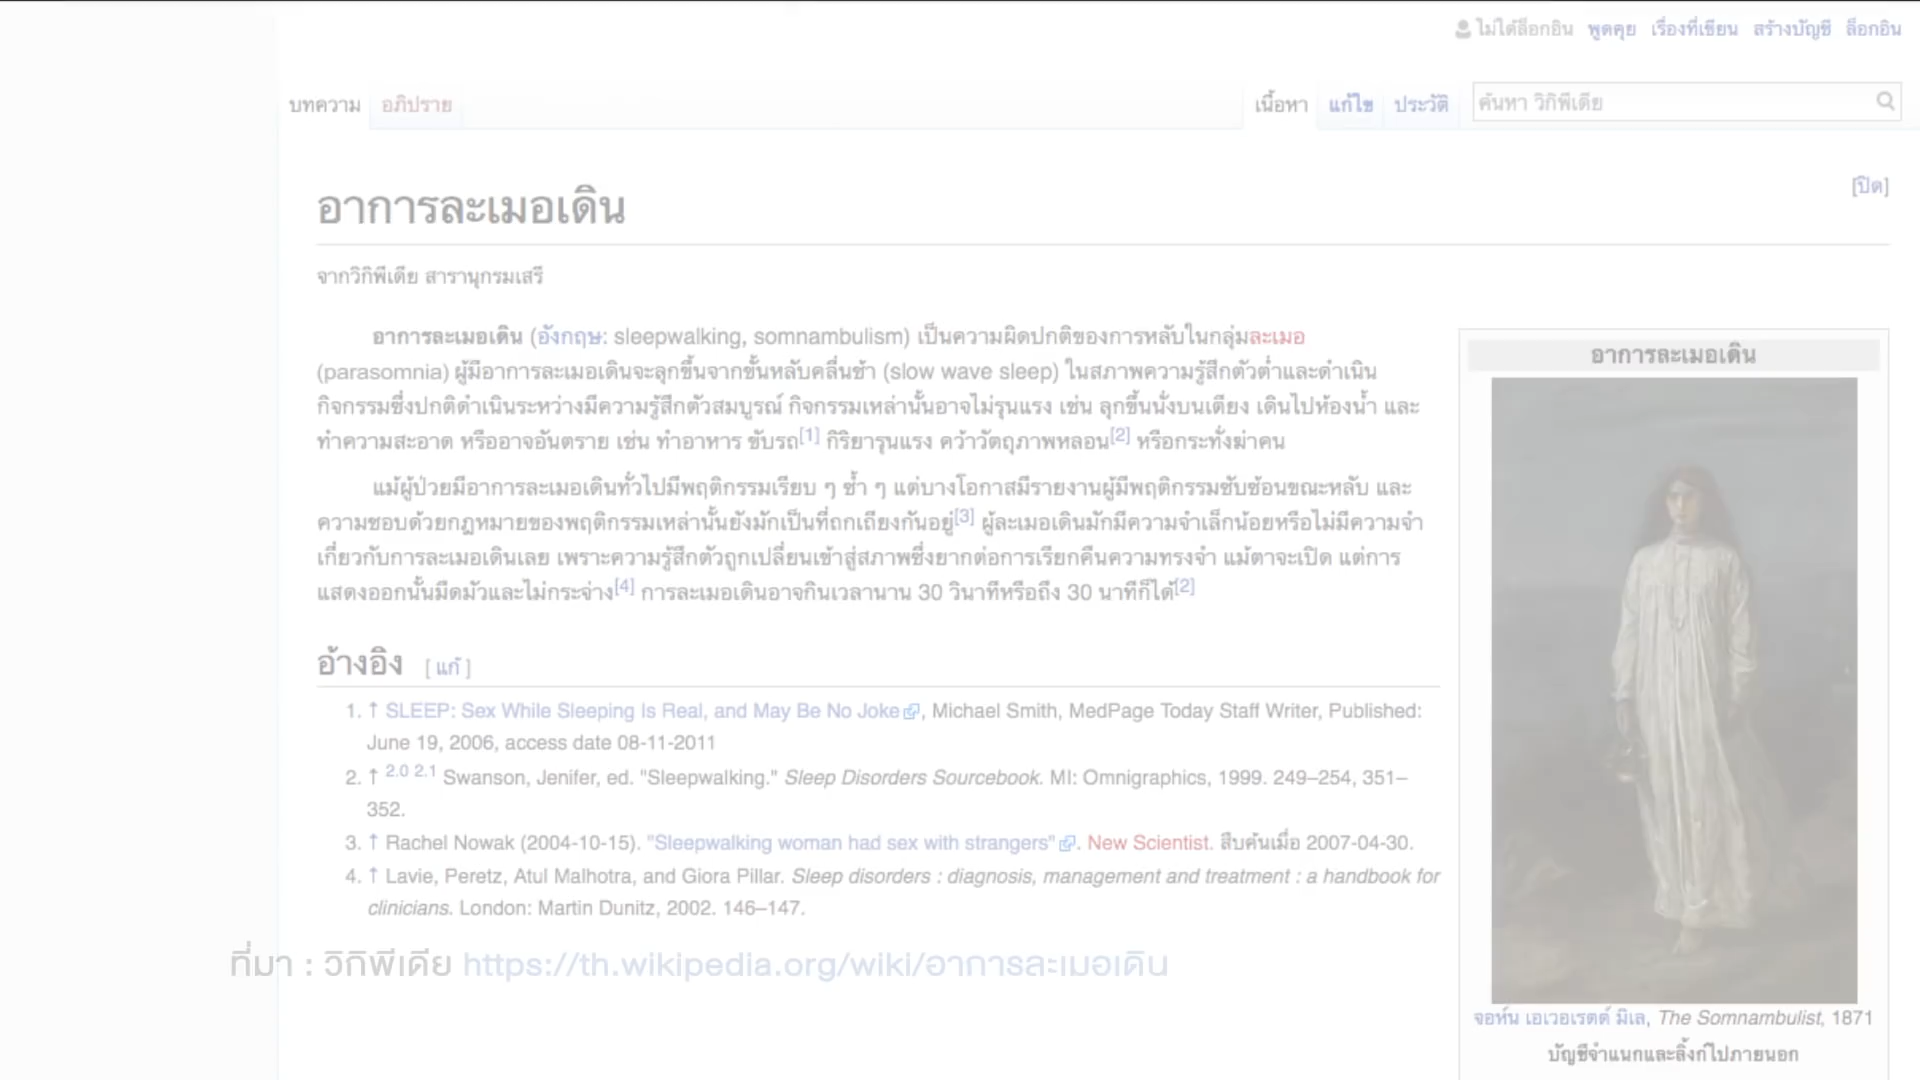 ไม่ได้ล็อกอิน พูดคุย เรื่องที่เขียน สร้างบัญชี ล็อกอิน
บทความ อภิปราย เนื้อหา แก้ไข ประวัติ ค้นหา วิกิพีเดีย
[ปิด]
อาการละเมอเดิน
จากวิกิพีเดีย สารานุกรมเสรี
อาการละเมอเดิน (อังกฤษ: sleepwalking, somnambulism) เป็นความผิดปกติของการหลับในกลุ่มละเมอ
(parasomnia) ผู้มีอาการละเมอเดินจะลุกขึ้นจากขั้นหลับคลื่นช้า (slow wave sleep) ในสภาพความรู้สึกตัวต่ำและดำเนิน
กิจกรรมซึ่งปกติดำเนินระหว่างมีความรู้สึกตัวสมบูรณ์ กิจกรรมเหล่านั้นอาจไม่รุนแรง เช่น ลุกขึ้นนั่งบนเตียง เดินไปห้องน้ำ และ
ทำความสะอาด หรืออาจอันตราย เช่น ทำอาหาร ขับรถ[1] กิริยารุนแรง คว้าวัตถุภาพหลอน[2] หรือกระทั่งฆ่าคน
แม้ผู้ป่วยมีอาการละเมอเดินทั่วไปมีพฤติกรรมเรียบ ๆ ซ้ำ ๆ แต่บางโอกาสมีรายงานผู้มีพฤติกรรมซับซ้อนขณะหลับ และ
ความชอบด้วยกฎหมายของพฤติกรรมเหล่านั้นยังมักเป็นที่ถกเถียงกันอยู่[3] ผู้ละเมอเดินมักมีความจำเล็กน้อยหรือไม่มีความจำ
เกี่ยวกับการละเมอเดินเลย เพราะความรู้สึกตัวถูกเปลี่ยนเข้าสู่สภาพซึ่งยากต่อการเรียกคืนความทรงจำ แม้ตาจะเปิด แต่การ
แสดงออกนั้นมืดมัวและไม่กระจ่าง[4] การละเมอเดินอาจกินเวลานาน 30 วินาทีหรือถึง 30 นาทีก็ได้[2]
อ้างอิง [ แก้ ]
1. ↑ SLEEP: Sex While Sleeping Is Real, and May Be No Joke, Michael Smith, MedPage Today Staff Writer, Published:
June 19, 2006, access date 08-11-2011
2. ↑ 2.0 2.1 Swanson, Jenifer, ed. "Sleepwalking." Sleep Disorders Sourcebook. MI: Omnigraphics, 1999. 249–254, 351–
352.
3. ↑ Rachel Nowak (2004-10-15). "Sleepwalking woman had sex with strangers". New Scientist. สืบค้นเมื่อ 2007-04-30.
4. ↑ Lavie, Peretz, Atul Malhotra, and Giora Pillar. Sleep disorders : diagnosis, management and treatment : a handbook for
clinicians. London: Martin Dunitz, 2002. 146–147.
ที่มา : วิกิพีเดีย https://th.wikipedia.org/wiki/อาการละเมอเดิน
อาการละเมอเดิน
จอห์น เอเวอเรตต์ มิเล, The Somnambulist, 1871
บัญชีจำแนกและลิ้งก์ไปภายนอก